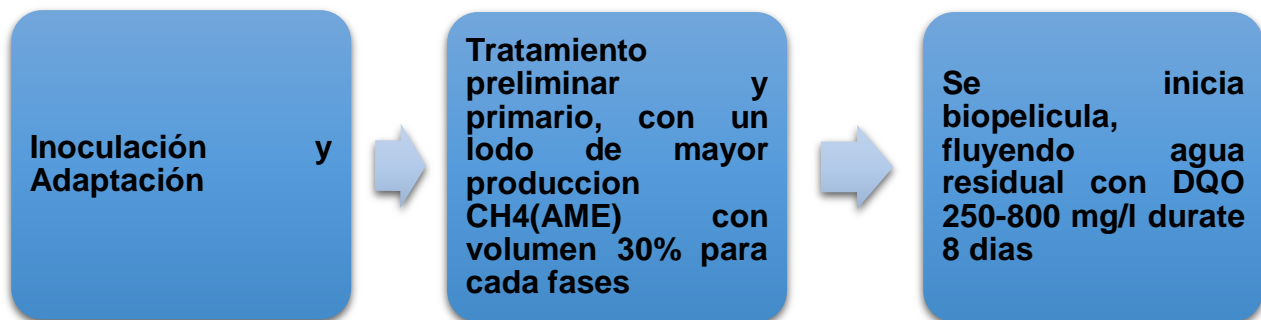 Inoculación y
Adaptación
Tratamiento
preliminar y
primario, con un
lodo de mayor
produccion
CH4(AME) con
volumen 30% para
cada fases
Se inicia
biopelicula,
fluyendo agua
residual con DQO
250-800 mg/l durate
8 dias